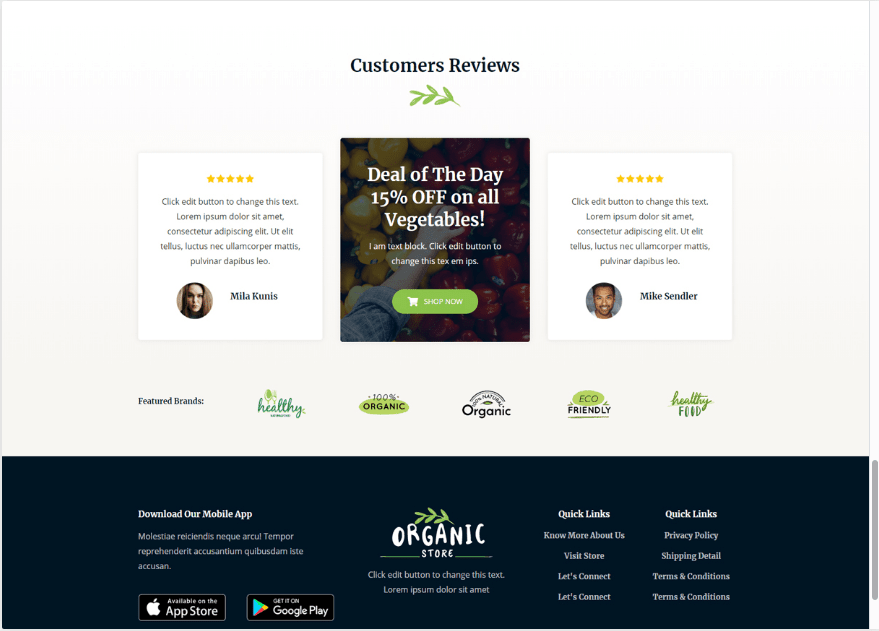 Customers Reviews
Click edit button to change this text.
Lorem ipsum dolor sit amet,
consectetur adipiscing elit. Ut elit
tellus, luctus nec ullamcorper mattis,
pulvinar dapibus leo.
Mila Kunis
Deal of The Day
15% OFF on all
Vegetables!
I am text block. Click edit button to
change this tex em ips.
SHOP NOW
Click edit button to change this text.
Lorem ipsum dolor sit amet,
consectetur adipiscing elit. Ut elit
tellus, luctus nec ullamcorper mattis,
pulvinar dapibus leo.
Mike Sendler
Featured Brands:
healthy
100%
ORGANIC
100% NATURAL
Organic
ECO
FRIENDLY
healthy
FOOD
Download Our Mobile App
Molestiae reiciendis neque arcu! Tempor
reprehenderit accusantium quibusdam iste
accusan.
Available on the
App Store
GET IT ON
Google Play
ORGANIC
STORE
Click edit button to change this text.
Lorem ipsum dolor sit amet
Quick Links
Know More About Us
Visit Store
Let's Connect
Let's Connect
Quick Links
Privacy Policy
Shipping Detail
Terms & Conditions
Terms & Conditions